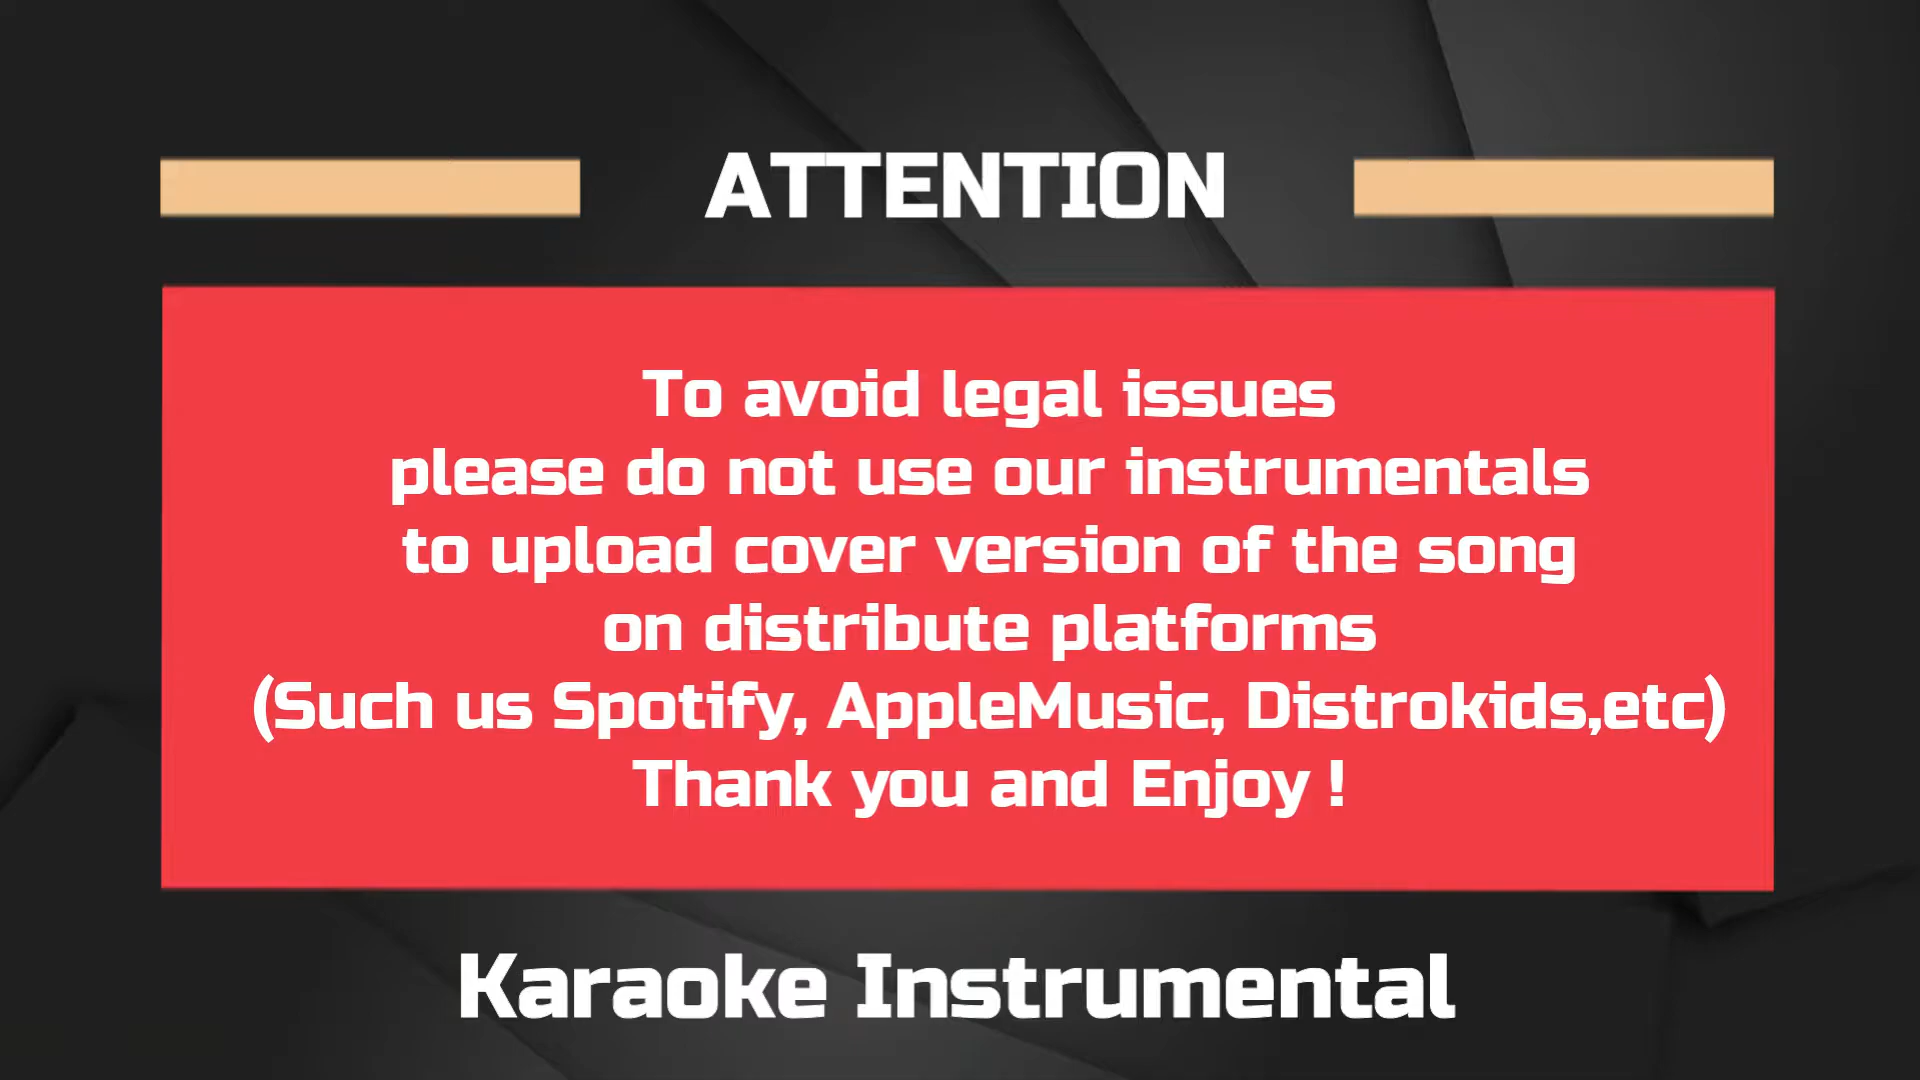 ATTENTION
To avoid legal issues
please do not use our instrumentals
to upload cover version of the song
on distribute platforms
(Such us Spotify, AppleMusic, Distrokids,etc)
Thank you and Enjoy !
Karaoke Instrumental